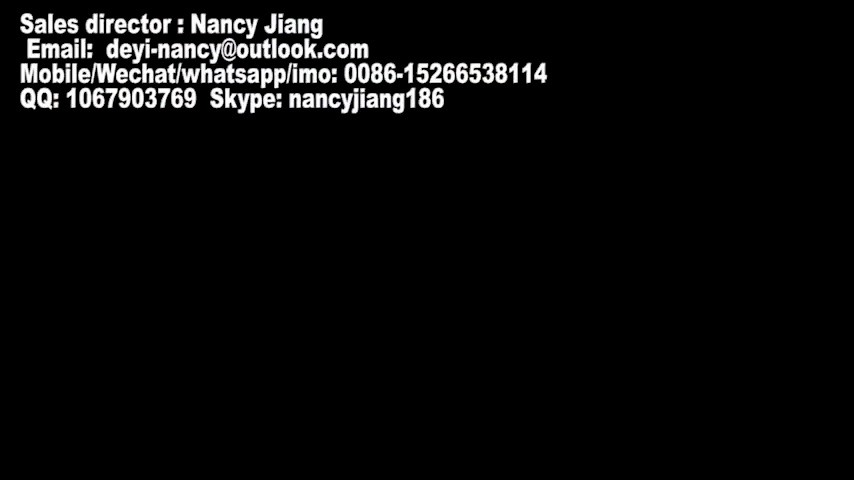 Sales director : Nancy Jiang
Email: deyi-nancy@outlook.com
Mobile/Wechat/whatsapp/imo: 0086-15266538114
QQ: 1067903769 Skype: nancyjiang186